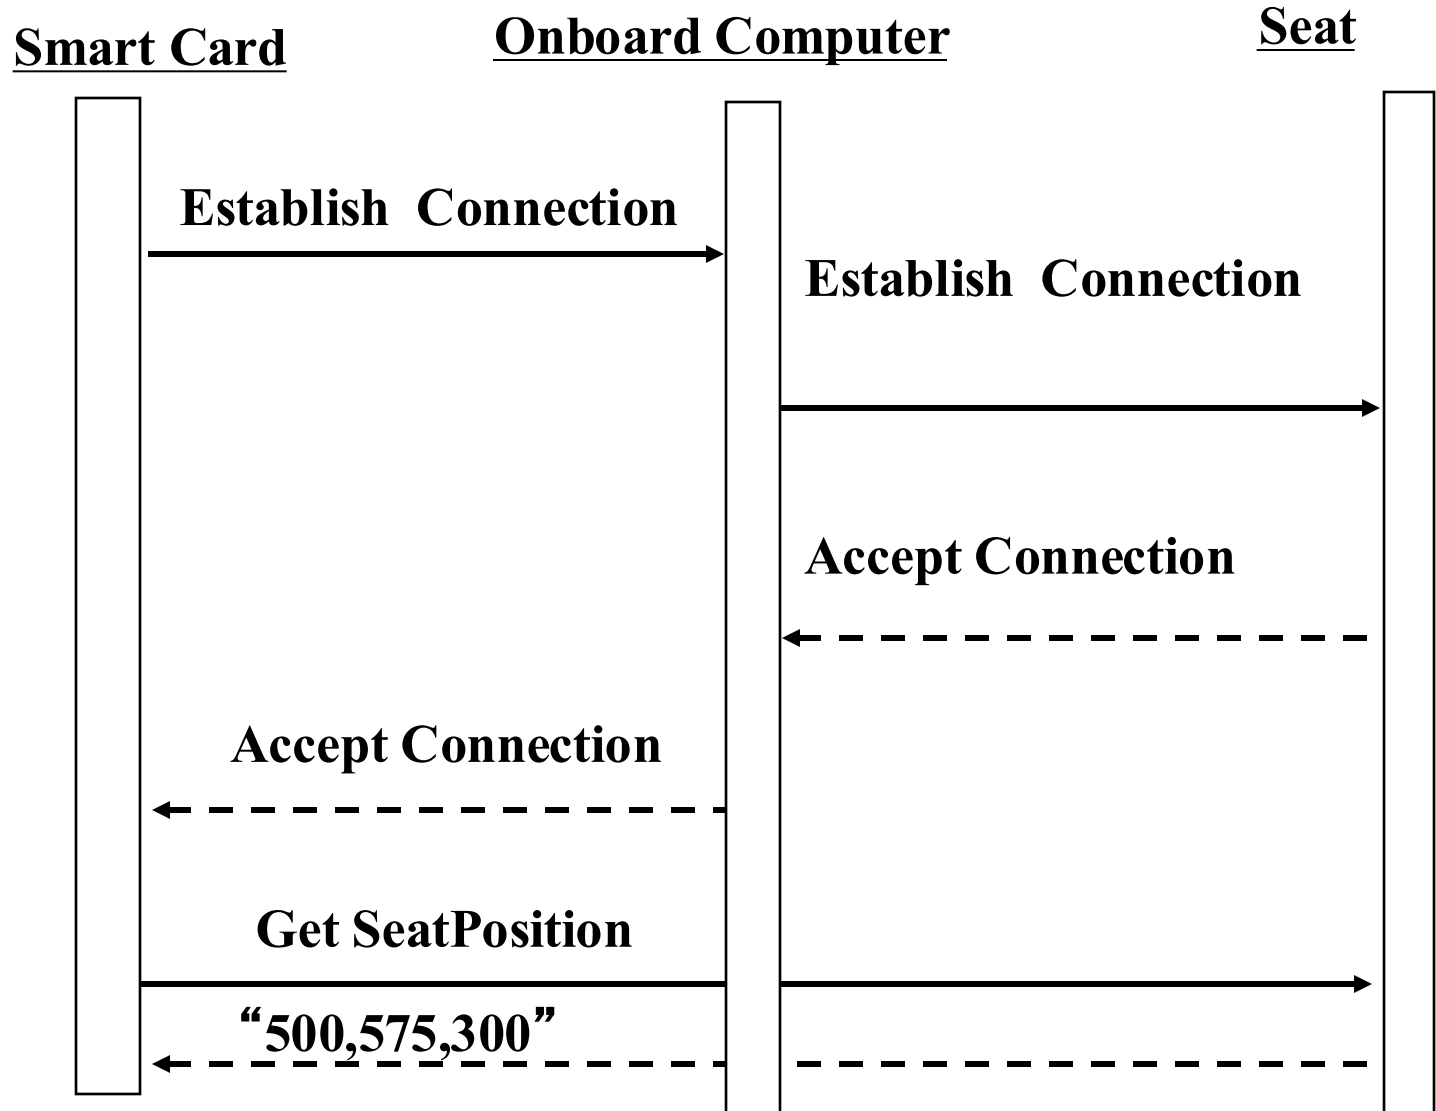 Smart Card
Onboard Computer
Seat
Establish  Connection
Establish  Connection
Accept Connection
Accept Connection
Get SeatPosition
“500,575,300”